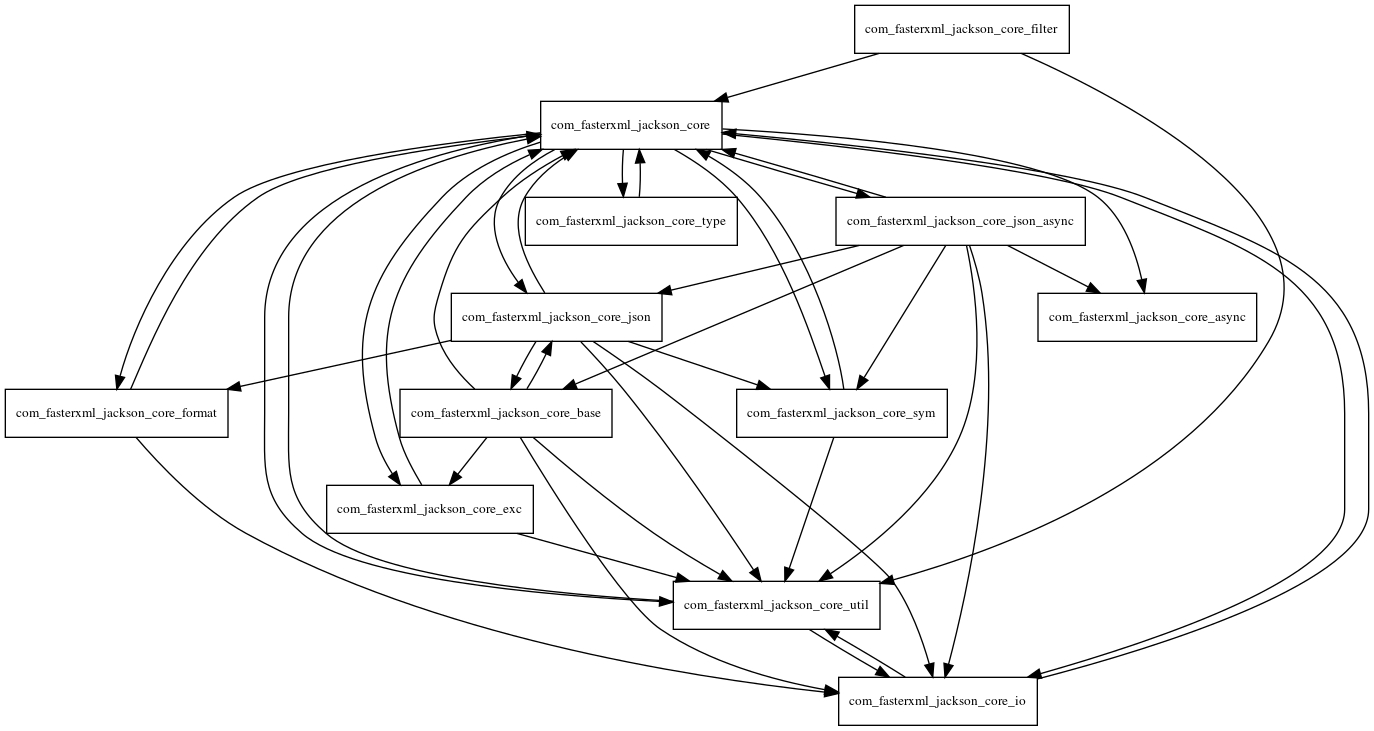 com_fasterxml_jackson_core_filter
com_fasterxml_jackson_core
com_fasterxml_jackson_core_type
com_fasterxml_jackson_core_json_async
com_fasterxml_jackson_core_json
com_fasterxml_jackson_core_async
com_fasterxml_jackson_core_format
com_fasterxml_jackson_core_base
com_fasterxml_jackson_core_sym
com_fasterxml_jackson_core_exc
com_fasterxml_jackson_core_util
com_fasterxml_jackson_core_io